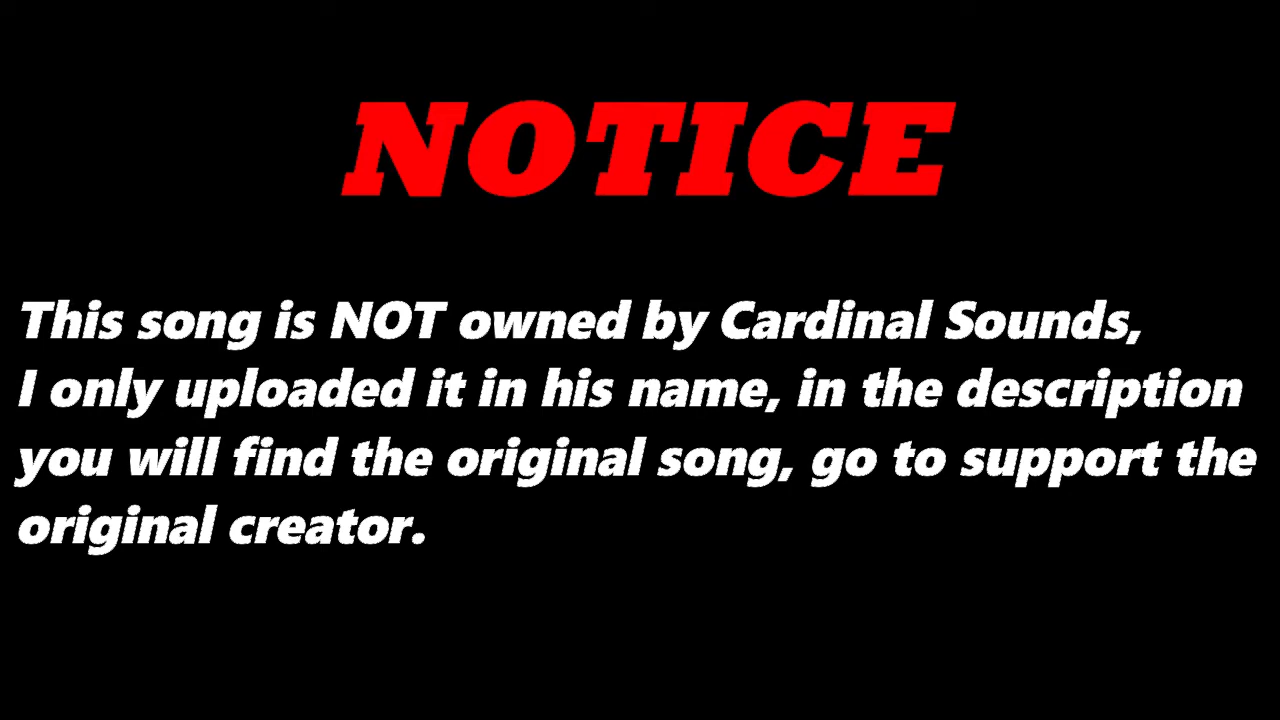 NOTICE
This song is NOT owned by Cardinal Sounds,
I only uploaded it in his name, in the description
you will find the original song, go to support the
original creator.